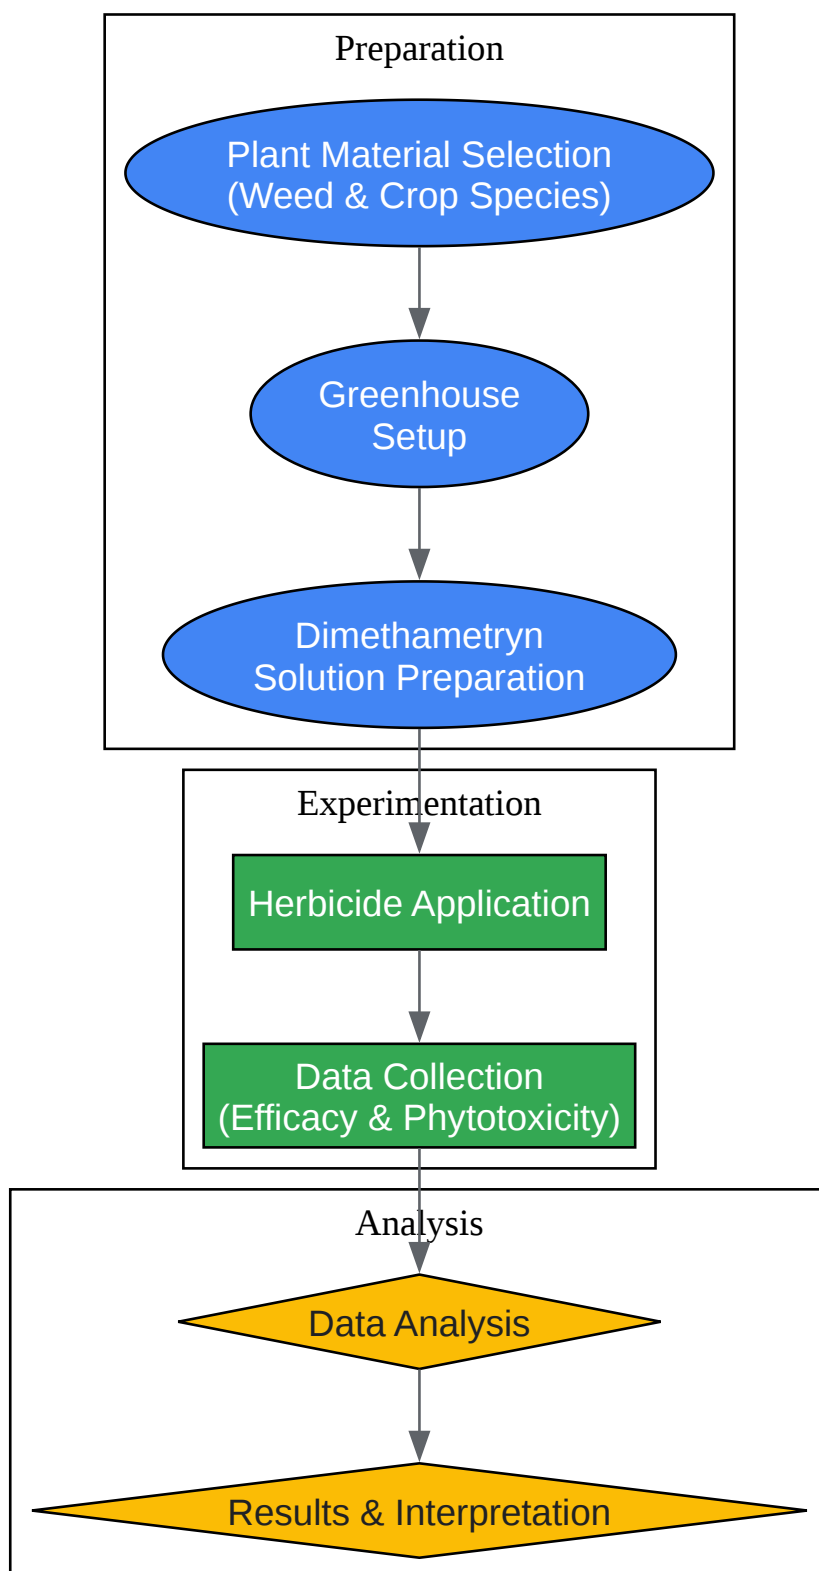 Preparation
Plant Material Selection
(Weed & Crop Species)
Greenhouse
Setup
Dimethametryn
Solution Preparation
Experimentation
Herbicide Application
Data Collection
(Efficacy & Phytotoxicity)
Analysis
Data Analysis
Results & Interpretation